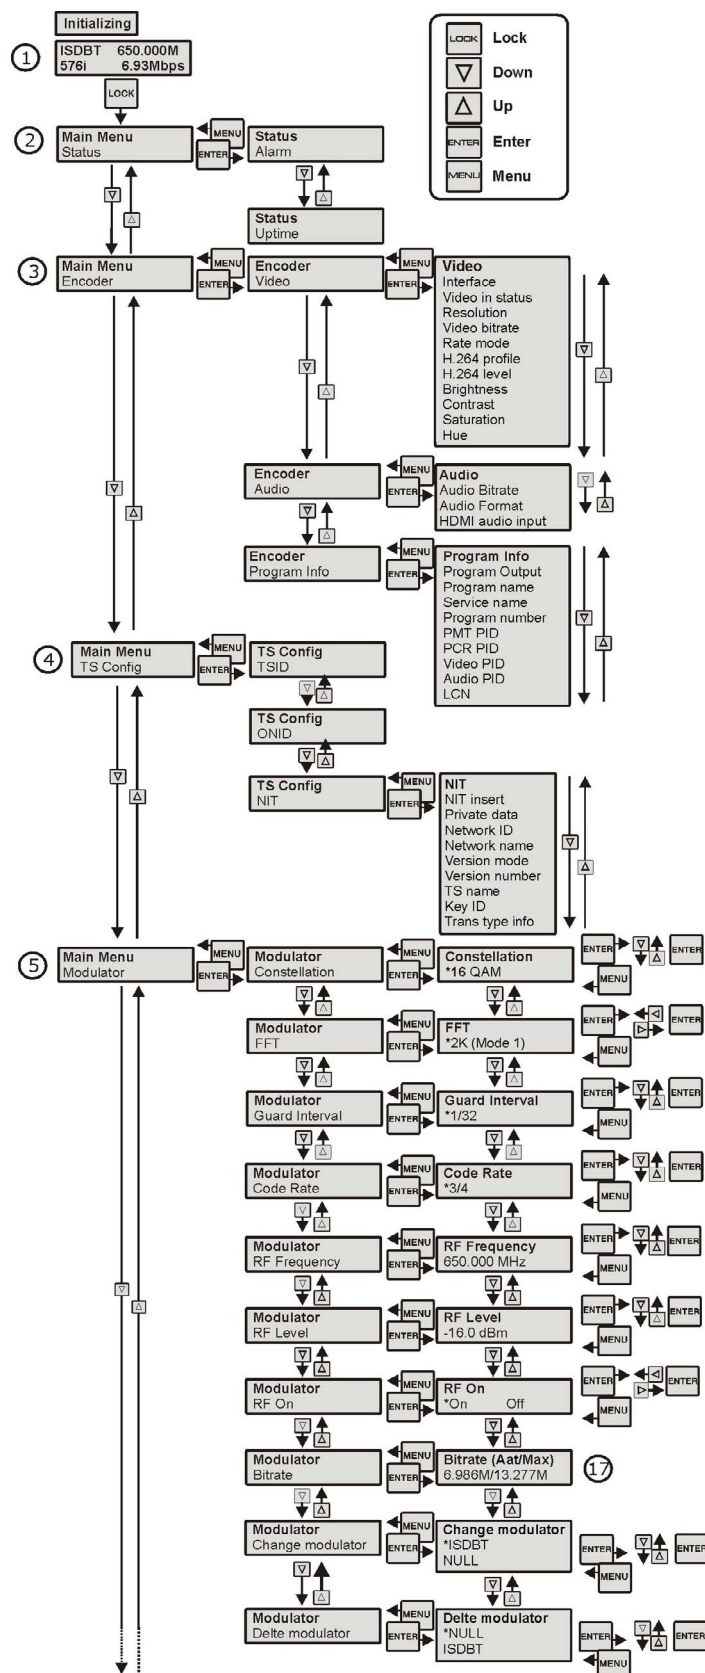 Initializing
1
ISDBT 650.000M
576i 6.93Mbps
LOCK
LOCK Lock
Down
Up
ENTER Enter
MENU Menu
2
Main Menu
Status
MENU
ENTER
Status
Alarm
Status
Uptime
3
Main Menu
Encoder
MENU
ENTER
Encoder
Video
MENU
ENTER
Video
Interface
Video in status
Resolution
Video bitrate
Rate mode
H.264 profile
H.264 level
Brightness
Contrast
Saturation
Hue
Encoder
Audio
MENU
ENTER
Audio
Audio Bitrate
Audio Format
HDMI audio input
Encoder
Program Info
MENU
ENTER
Program Info
Program Output
Program name
Service name
Program number
PMT PID
PCR PID
Video PID
Audio PID
LCN
4
Main Menu
TS Config
MENU
ENTER
TS Config
TSID
TS Config
ONID
TS Config
NIT
MENU
ENTER
NIT
NIT insert
Private data
Network ID
Network name
Version mode
Version number
TS name
Key ID
Trans type info
5
Main Menu
Modulator
MENU
ENTER
Modulator
Constellation
MENU
ENTER
Constellation
*16 QAM
ENTER
MENU
ENTER
Modulator
FFT
MENU
ENTER
FFT
*2K (Mode 1)
ENTER
MENU
ENTER
Modulator
Guard Interval
MENU
ENTER
Guard Interval
*1/32
ENTER
MENU
ENTER
Modulator
Code Rate
MENU
ENTER
Code Rate
*3/4
ENTER
MENU
ENTER
Modulator
RF Frequency
MENU
ENTER
RF Frequency
650.000 MHz
ENTER
MENU
ENTER
Modulator
RF Level
MENU
ENTER
RF Level
-16.0 dBm
ENTER
MENU
ENTER
Modulator
RF On
MENU
ENTER
RF On
*On Off
ENTER
MENU
ENTER
Modulator
Bitrate
MENU
ENTER
Bitrate (Aat/Max)
6.986M/13.277M
17
Modulator
Change modulator
MENU
ENTER
Change modulator
*ISDBT
NULL
ENTER
MENU
ENTER
Modulator
Delte modulator
MENU
ENTER
Delte modulator
*NULL
ISDBT
ENTER
MENU
ENTER